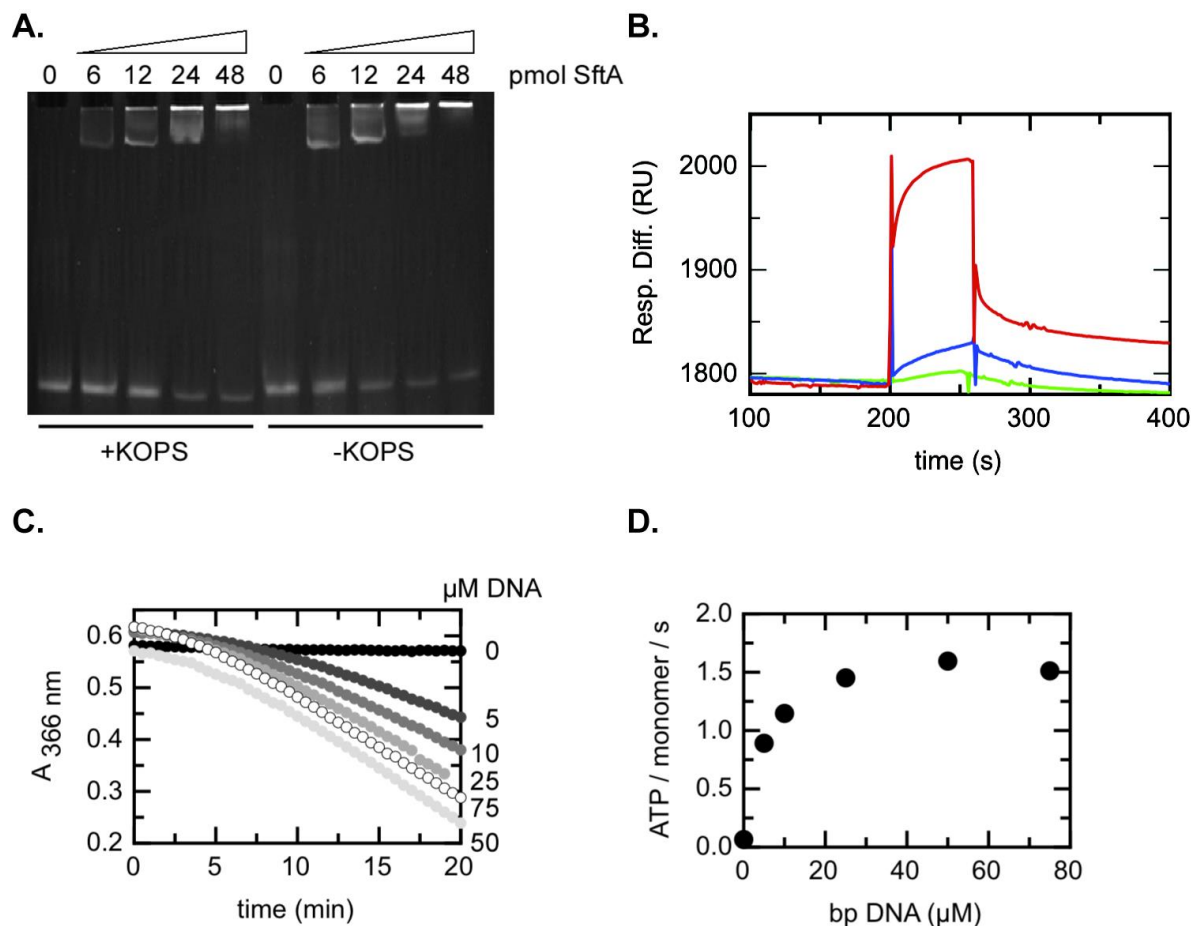 A.
0 6 12 24 48 0 6 12 24 48 pmol SftA
+KOPS -KOPS
B.
Resp. Diff. (RU)
2000
1900
1800
100 200 300 400
time (s)
C.
µM DNA
A 366 nm
0.6
0.5
0.4
0.3
0.2
0
5
10
25
75
50
0 5 10 15 20
time (min)
D.
ATP / monomer / s
2.0
1.5
1.0
0.5
0.0
0 20 40 60 80
bp DNA (µM)